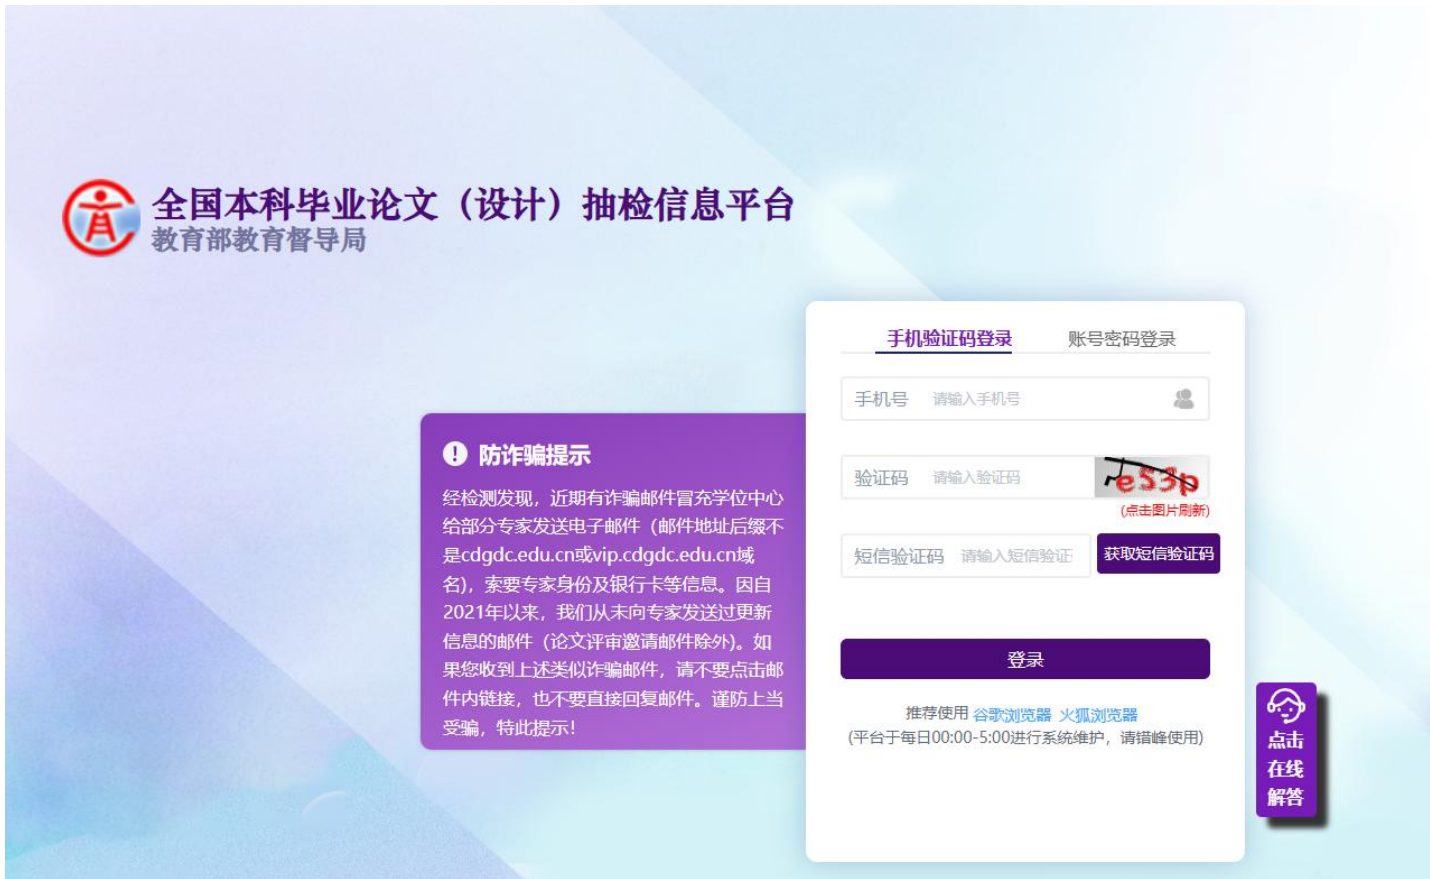 全国本科毕业论文（设计）抽检信息平台
教育部教育督导局
手机验证码登录 账号密码登录
手机号 请输入手机号
验证码 请输入验证码
(点击图片刷新)
短信验证码 请输入短信验证 获取短信验证码
登录
推荐使用 谷歌浏览器 火狐浏览器
(平台于每日00:00-5:00进行系统维护，请错峰使用)
防诈骗提示
经检测发现，近期有诈骗邮件冒充学位中心
给部分专家发送电子邮件（邮件地址后缀不
是cdgdc.edu.cn或vip.cdgdc.edu.cn域
名)，索要专家身份及银行卡等信息。因自
2021年以来，我们从未向专家发送过更新
信息的邮件（论文评审邀请邮件除外)。如
果您收到上述类似诈骗邮件，请不要点击邮
件内链接，也不要直接回复邮件。谨防上当
受骗，特此提示！
点击
在线
解答